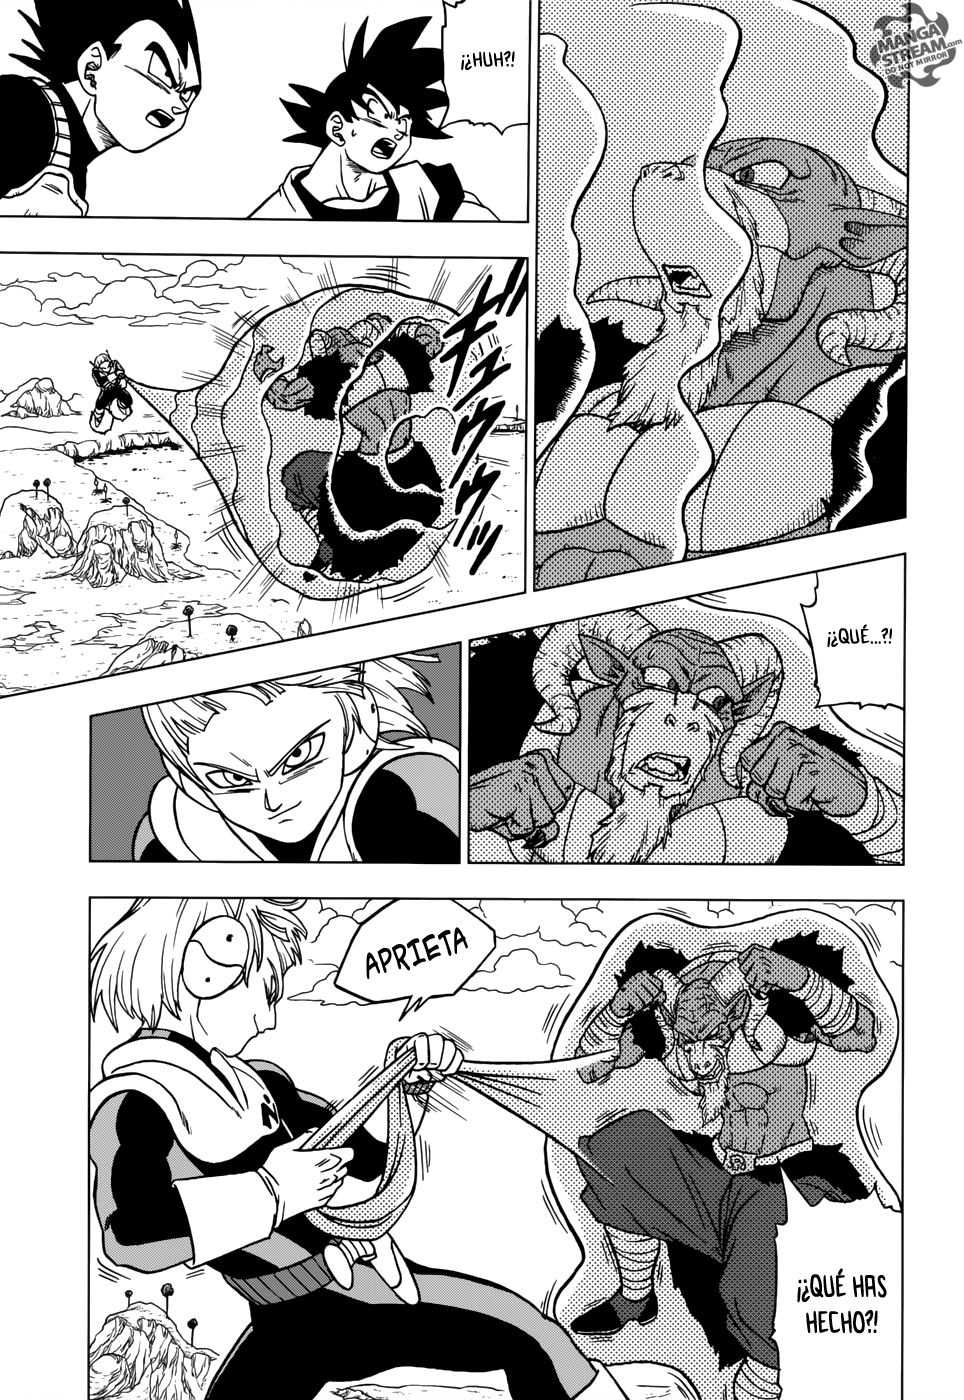 MANGA
STREAM.com
DO NOT MIRROR
¡¿HUH?!
ギュウウウッ
¡¿QUÉ...?!
APRIETA
¡¿QUÉ HAS
HECHO?!